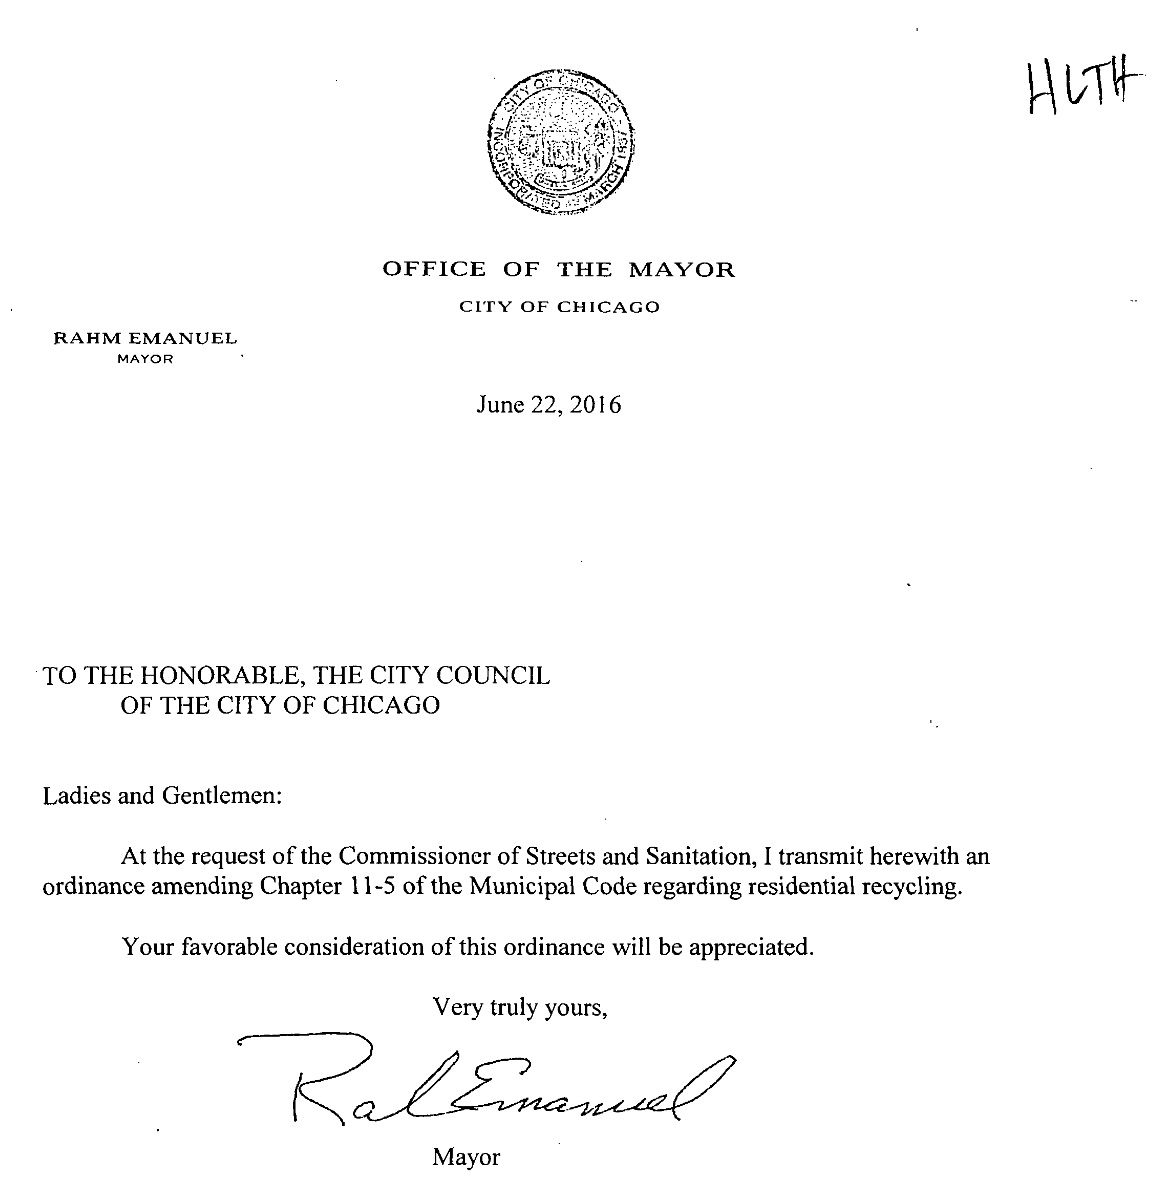 HLTH
CITY OF CHICAGO
INCORPORATED 4TH MARCH 1837
OFFICE OF THE MAYOR
CITY OF CHICAGO
RAHM EMANUEL
MAYOR
June 22, 2016
TO THE HONORABLE, THE CITY COUNCIL
OF THE CITY OF CHICAGO
Ladies and Gentlemen:
At the request of the Commissioner of Streets and Sanitation, I transmit herewith an
ordinance amending Chapter 11-5 of the Municipal Code regarding residential recycling.
Your favorable consideration of this ordinance will be appreciated.
Very truly yours,
Rahm Emanuel
Mayor